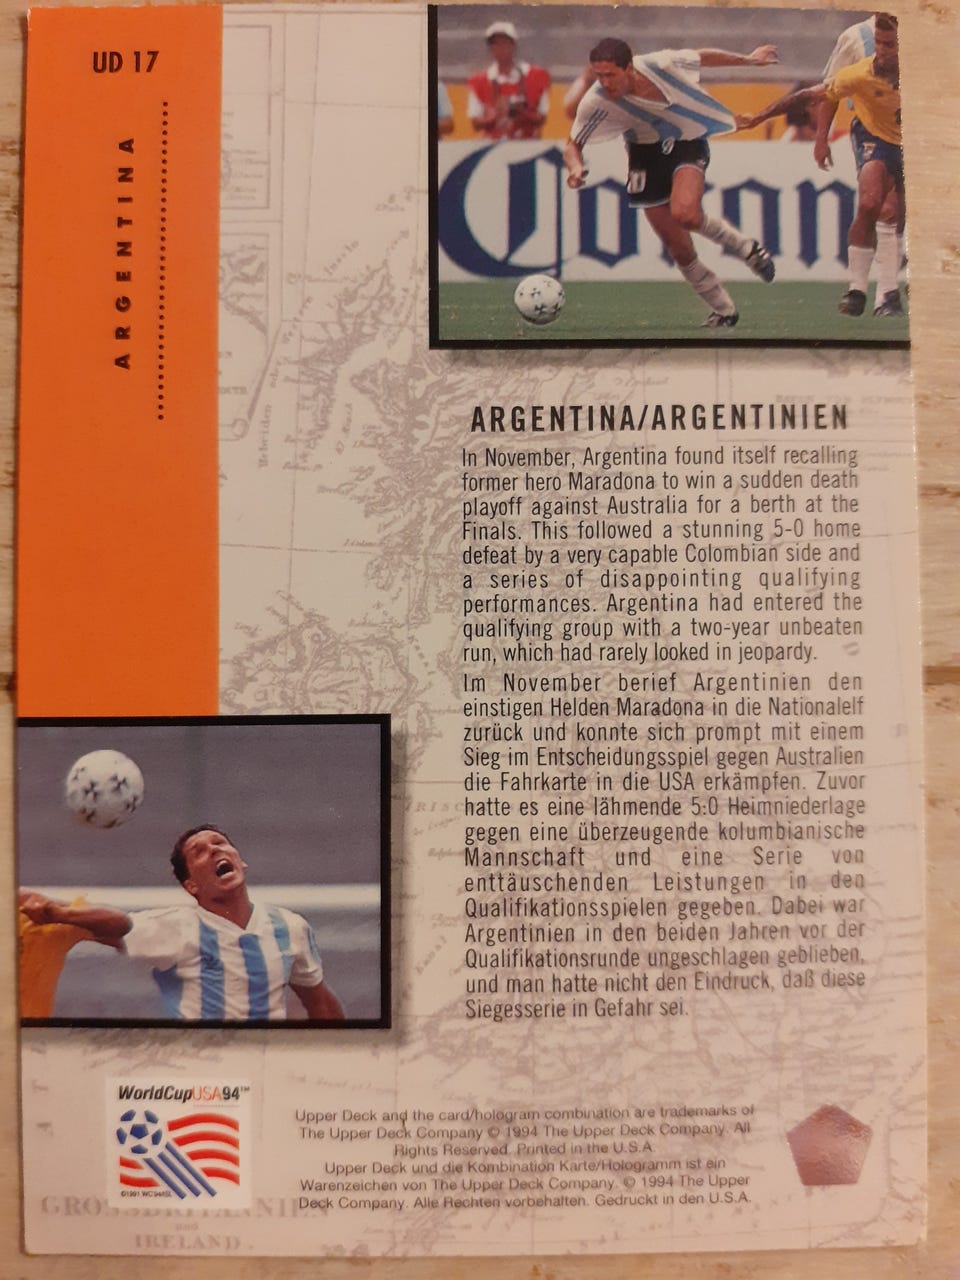 UD 17
ARGENTINA
10
Coron
ARGENTINA/ARGENTINIEN
In November, Argentina found itself recalling
former hero Maradona to win a sudden death
playoff against Australia for a berth at the
Finals. This followed a stunning 5-0 home
defeat by a very capable Colombian side and
a series of disappointing qualifying
performances. Argentina had entered the
qualifying group with a two-year unbeaten
run, which had rarely looked in jeopardy.
Im November berief Argentinien den
einstigen Helden Maradona in die Nationalelf
zurück und konnte sich prompt mit einem
Sieg im Entscheidungsspiel gegen Australien
die Fahrkarte in die USA erkämpfen. Zuvor
hatte es eine lähmende 5:0 Heimniederlage
gegen eine überzeugende kolumbianische
Mannschaft und eine Serie von
enttäuschenden Leistungen in den
Qualifikationsspielen gegeben. Dabei war
Argentinien in den beiden Jahren vor der
Qualifikationsrunde ungeschlagen geblieben,
und man hatte nicht den Eindruck, daß diese
Siegesserie in Gefahr sei.
WorldCupUSA94™
©1991 WC'94/ISL
Upper Deck and the card/hologram combination are trademarks of
The Upper Deck Company © 1994 The Upper Deck Company. All
Rights Reserved. Printed in the U.S.A.
Upper Deck und die Kombination Karte/Hologramm ist ein
Warenzeichen von The Upper Deck Company. © 1994 The Upper
Deck Company. Alle Rechten vorbehalten. Gedruckt in den U.S.A.
GROSSBRITANNIEN
und
IRELAND.